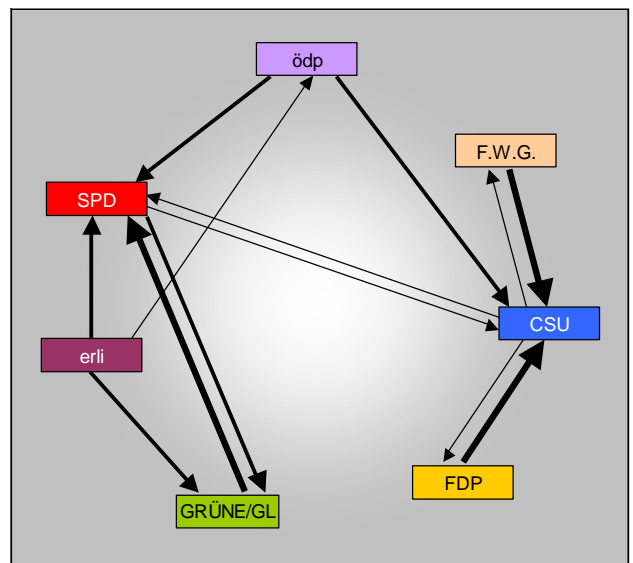 ödp
F.W.G.
SPD
CSU
erli
FDP
GRÜNE/GL